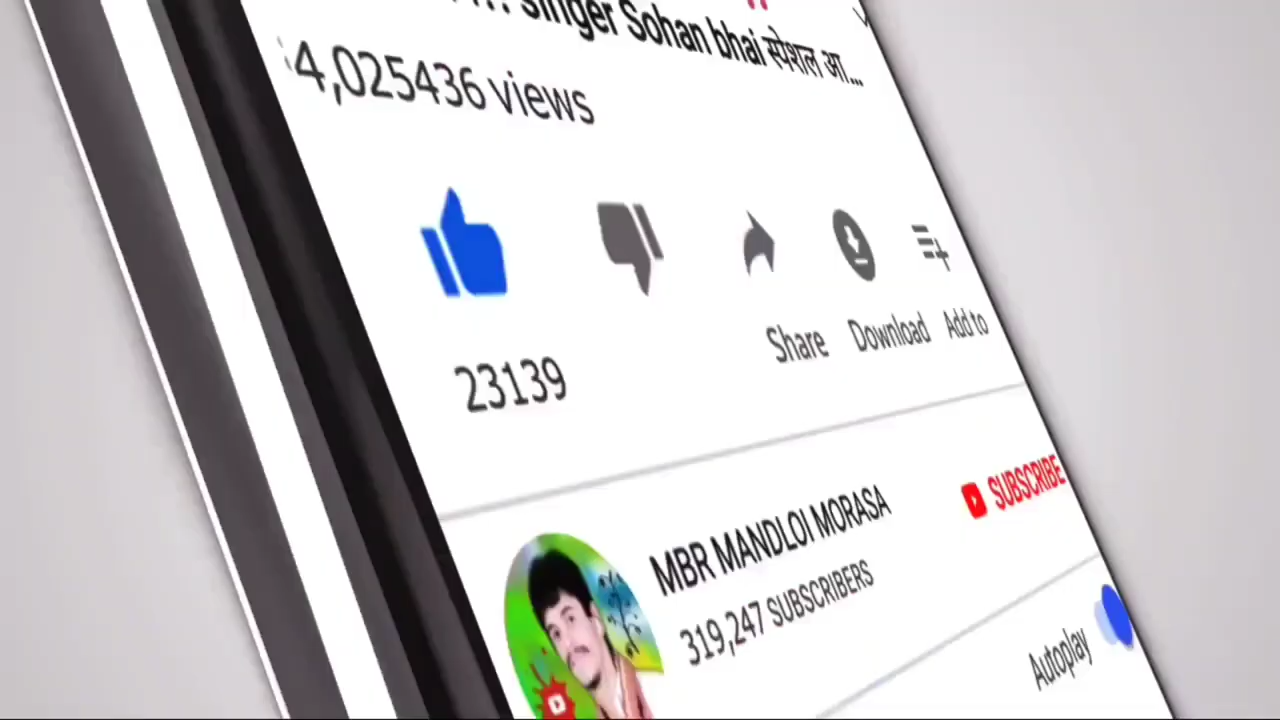 singer Sohan bhai स्पेशल आ...
4,025436 views
23139
Share
Download
Add to
MBR MANDLOI MORASA
SUBSCRIBE
319,247 SUBSCRIBERS
Autoplay